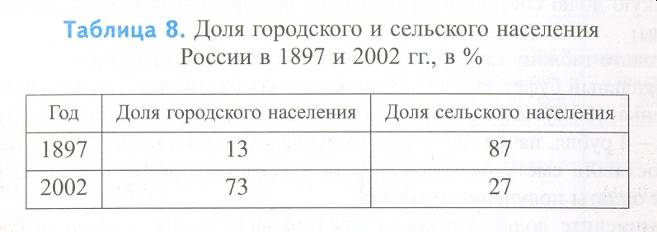 Таблица 8. Доля городского и сельского населения
России в 1897 и 2002 гг., в %
Год Доля городского населения Доля сельского населения
1897 13 87
2002 73 27